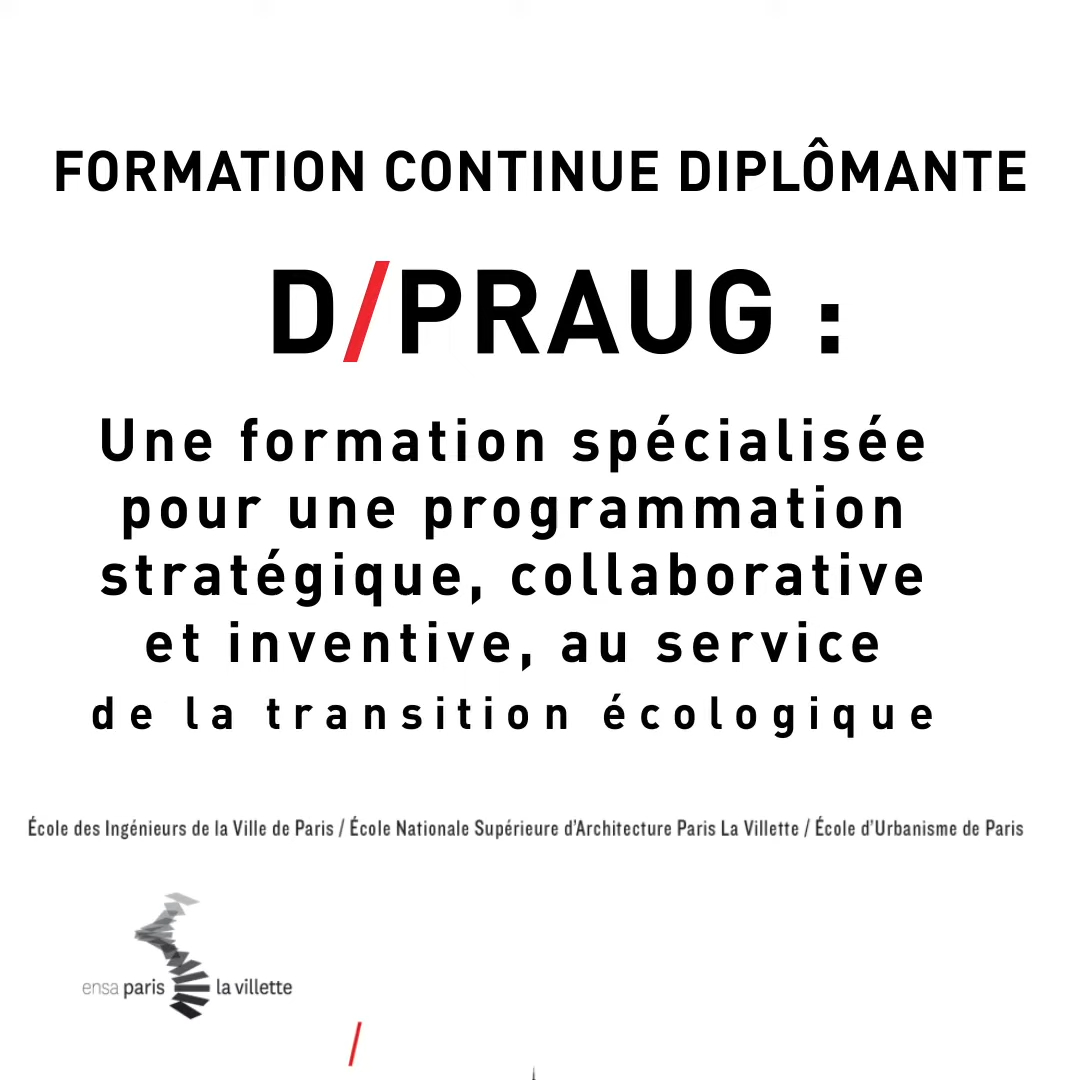 FORMATION CONTINUE DIPLÔMANTE
D/PRAUG :
Une formation spécialisée
pour une programmation
stratégique, collaborative
et inventive, au service
de la transition écologique
École des Ingénieurs de la Ville de Paris / École Nationale Supérieure d'Architecture Paris La Villette / École d'Urbanisme de Paris
ensa paris la villette
/